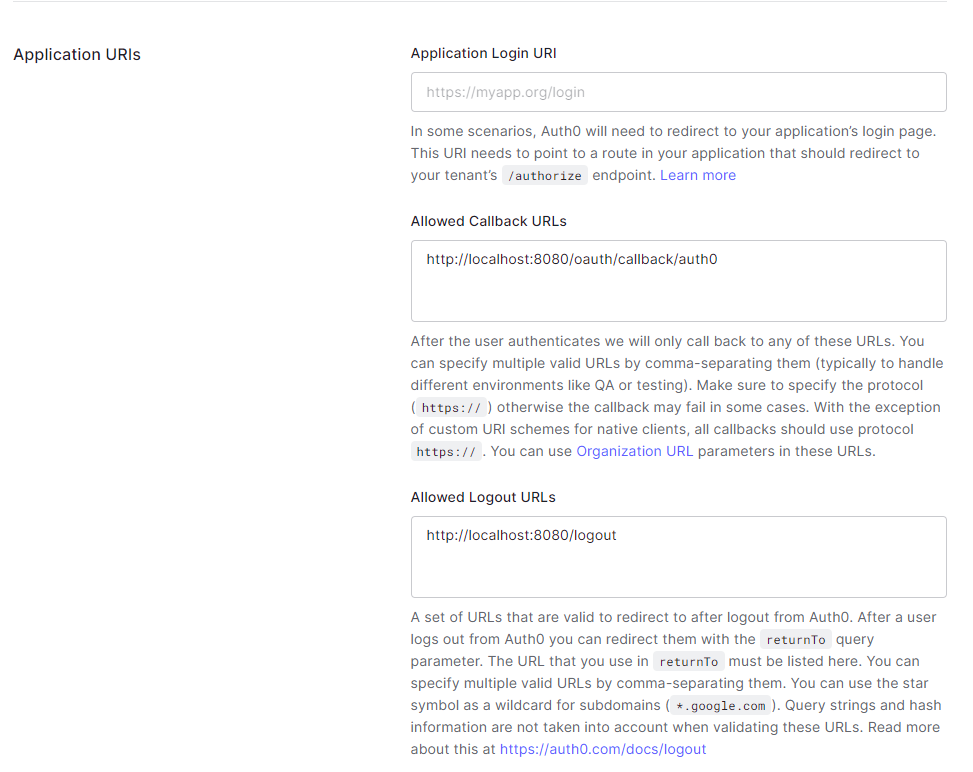 Application URIs
Application Login URI
https://myapp.org/login
In some scenarios, Auth0 will need to redirect to your application’s login page.
This URI needs to point to a route in your application that should redirect to
your tenant’s /authorize endpoint. Learn more
Allowed Callback URLs
http://localhost:8080/oauth/callback/auth0
After the user authenticates we will only call back to any of these URLs. You
can specify multiple valid URLs by comma-separating them (typically to handle
different environments like QA or testing). Make sure to specify the protocol
( https:// ) otherwise the callback may fail in some cases. With the exception
of custom URI schemes for native clients, all callbacks should use protocol
https:// . You can use Organization URL parameters in these URLs.
Allowed Logout URLs
http://localhost:8080/logout
A set of URLs that are valid to redirect to after logout from Auth0. After a user
logs out from Auth0 you can redirect them with the returnTo query
parameter. The URL that you use in returnTo must be listed here. You can
specify multiple valid URLs by comma-separating them. You can use the star
symbol as a wildcard for subdomains ( *.google.com ). Query strings and hash
information are not taken into account when validating these URLs. Read more
about this at https://auth0.com/docs/logout